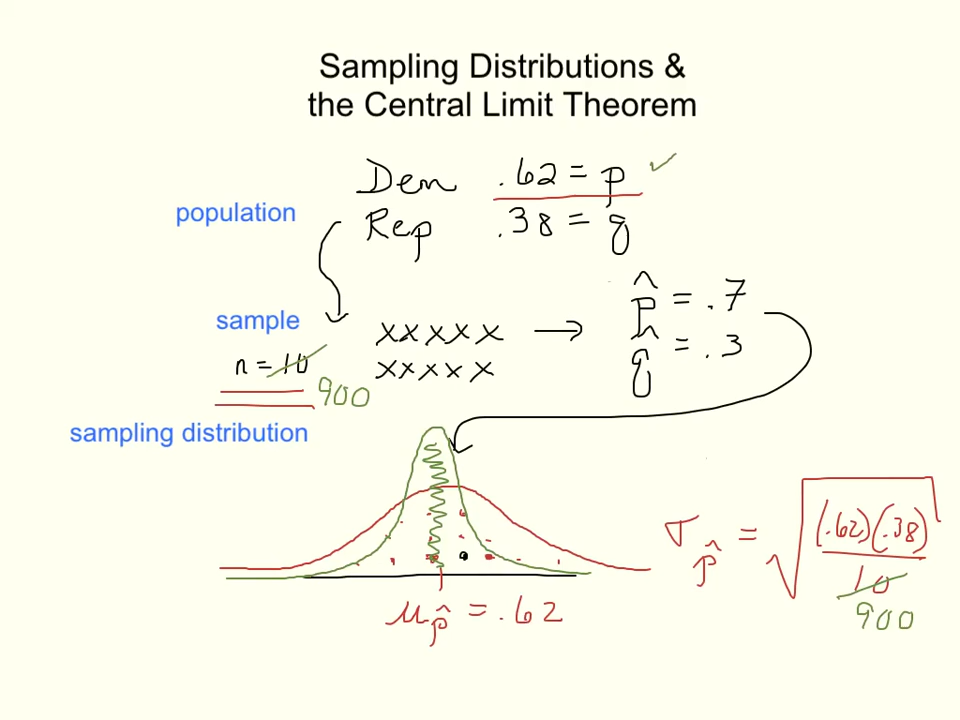 Sampling Distributions &
the Central Limit Theorem
Dem .62 = p ✓
population
Rep .38 = q
p̂ = .7
sample
xxxxx →
q̂ = .3
n = 10
xxxxx
900
sampling distribution
σp̂ = √(.62)(.38)
10
900
μp̂ = .62